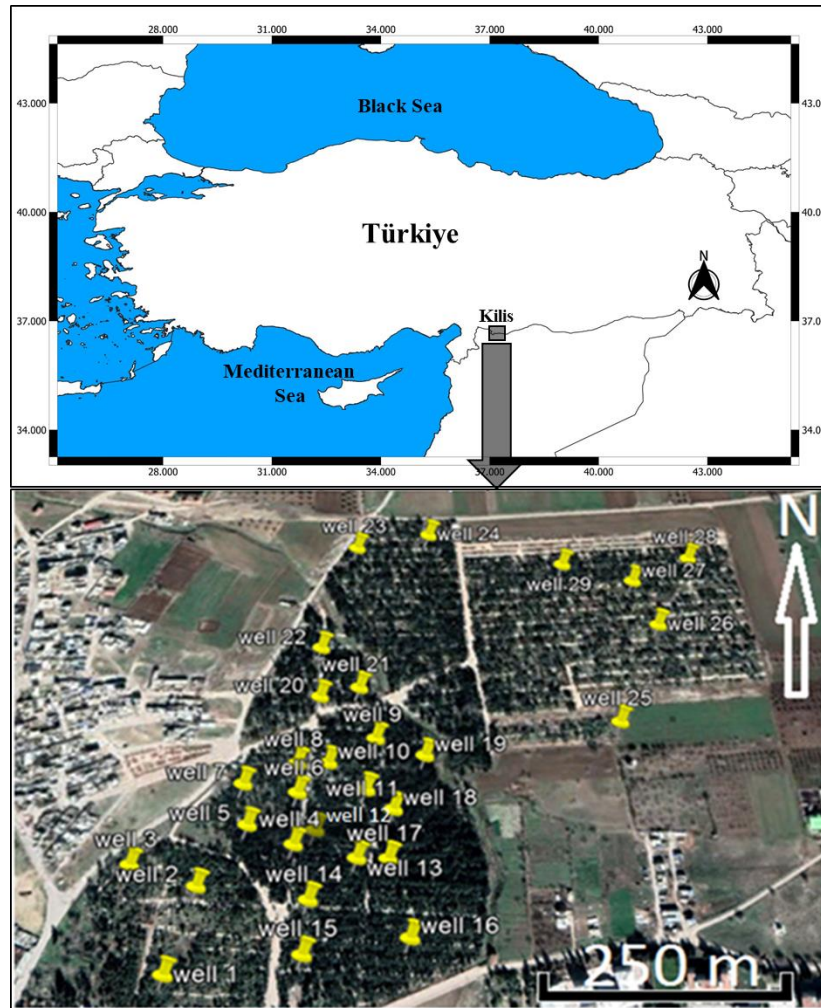 28.000 31.000 34.000 37.000 40.000 43.000
43.000 43.000
Black Sea
40.000 40.000
Türkiye
N
Kilis
37.000 37.000
Mediterranean
Sea
34.000 34.000
28.000 31.000 34.000 37.000 40.000 43.000
well 23
well 24
well 28
N
well 29
well 27
well 26
well 22
well 21
well 20
well 25
well 9
well 8
well 10
well 19
well 7
well 6
well 11
well 18
well 5
well 4
well 12
well 17
well 3
well 2
well 14
well 13
well 15
well 16
well 1
250 m